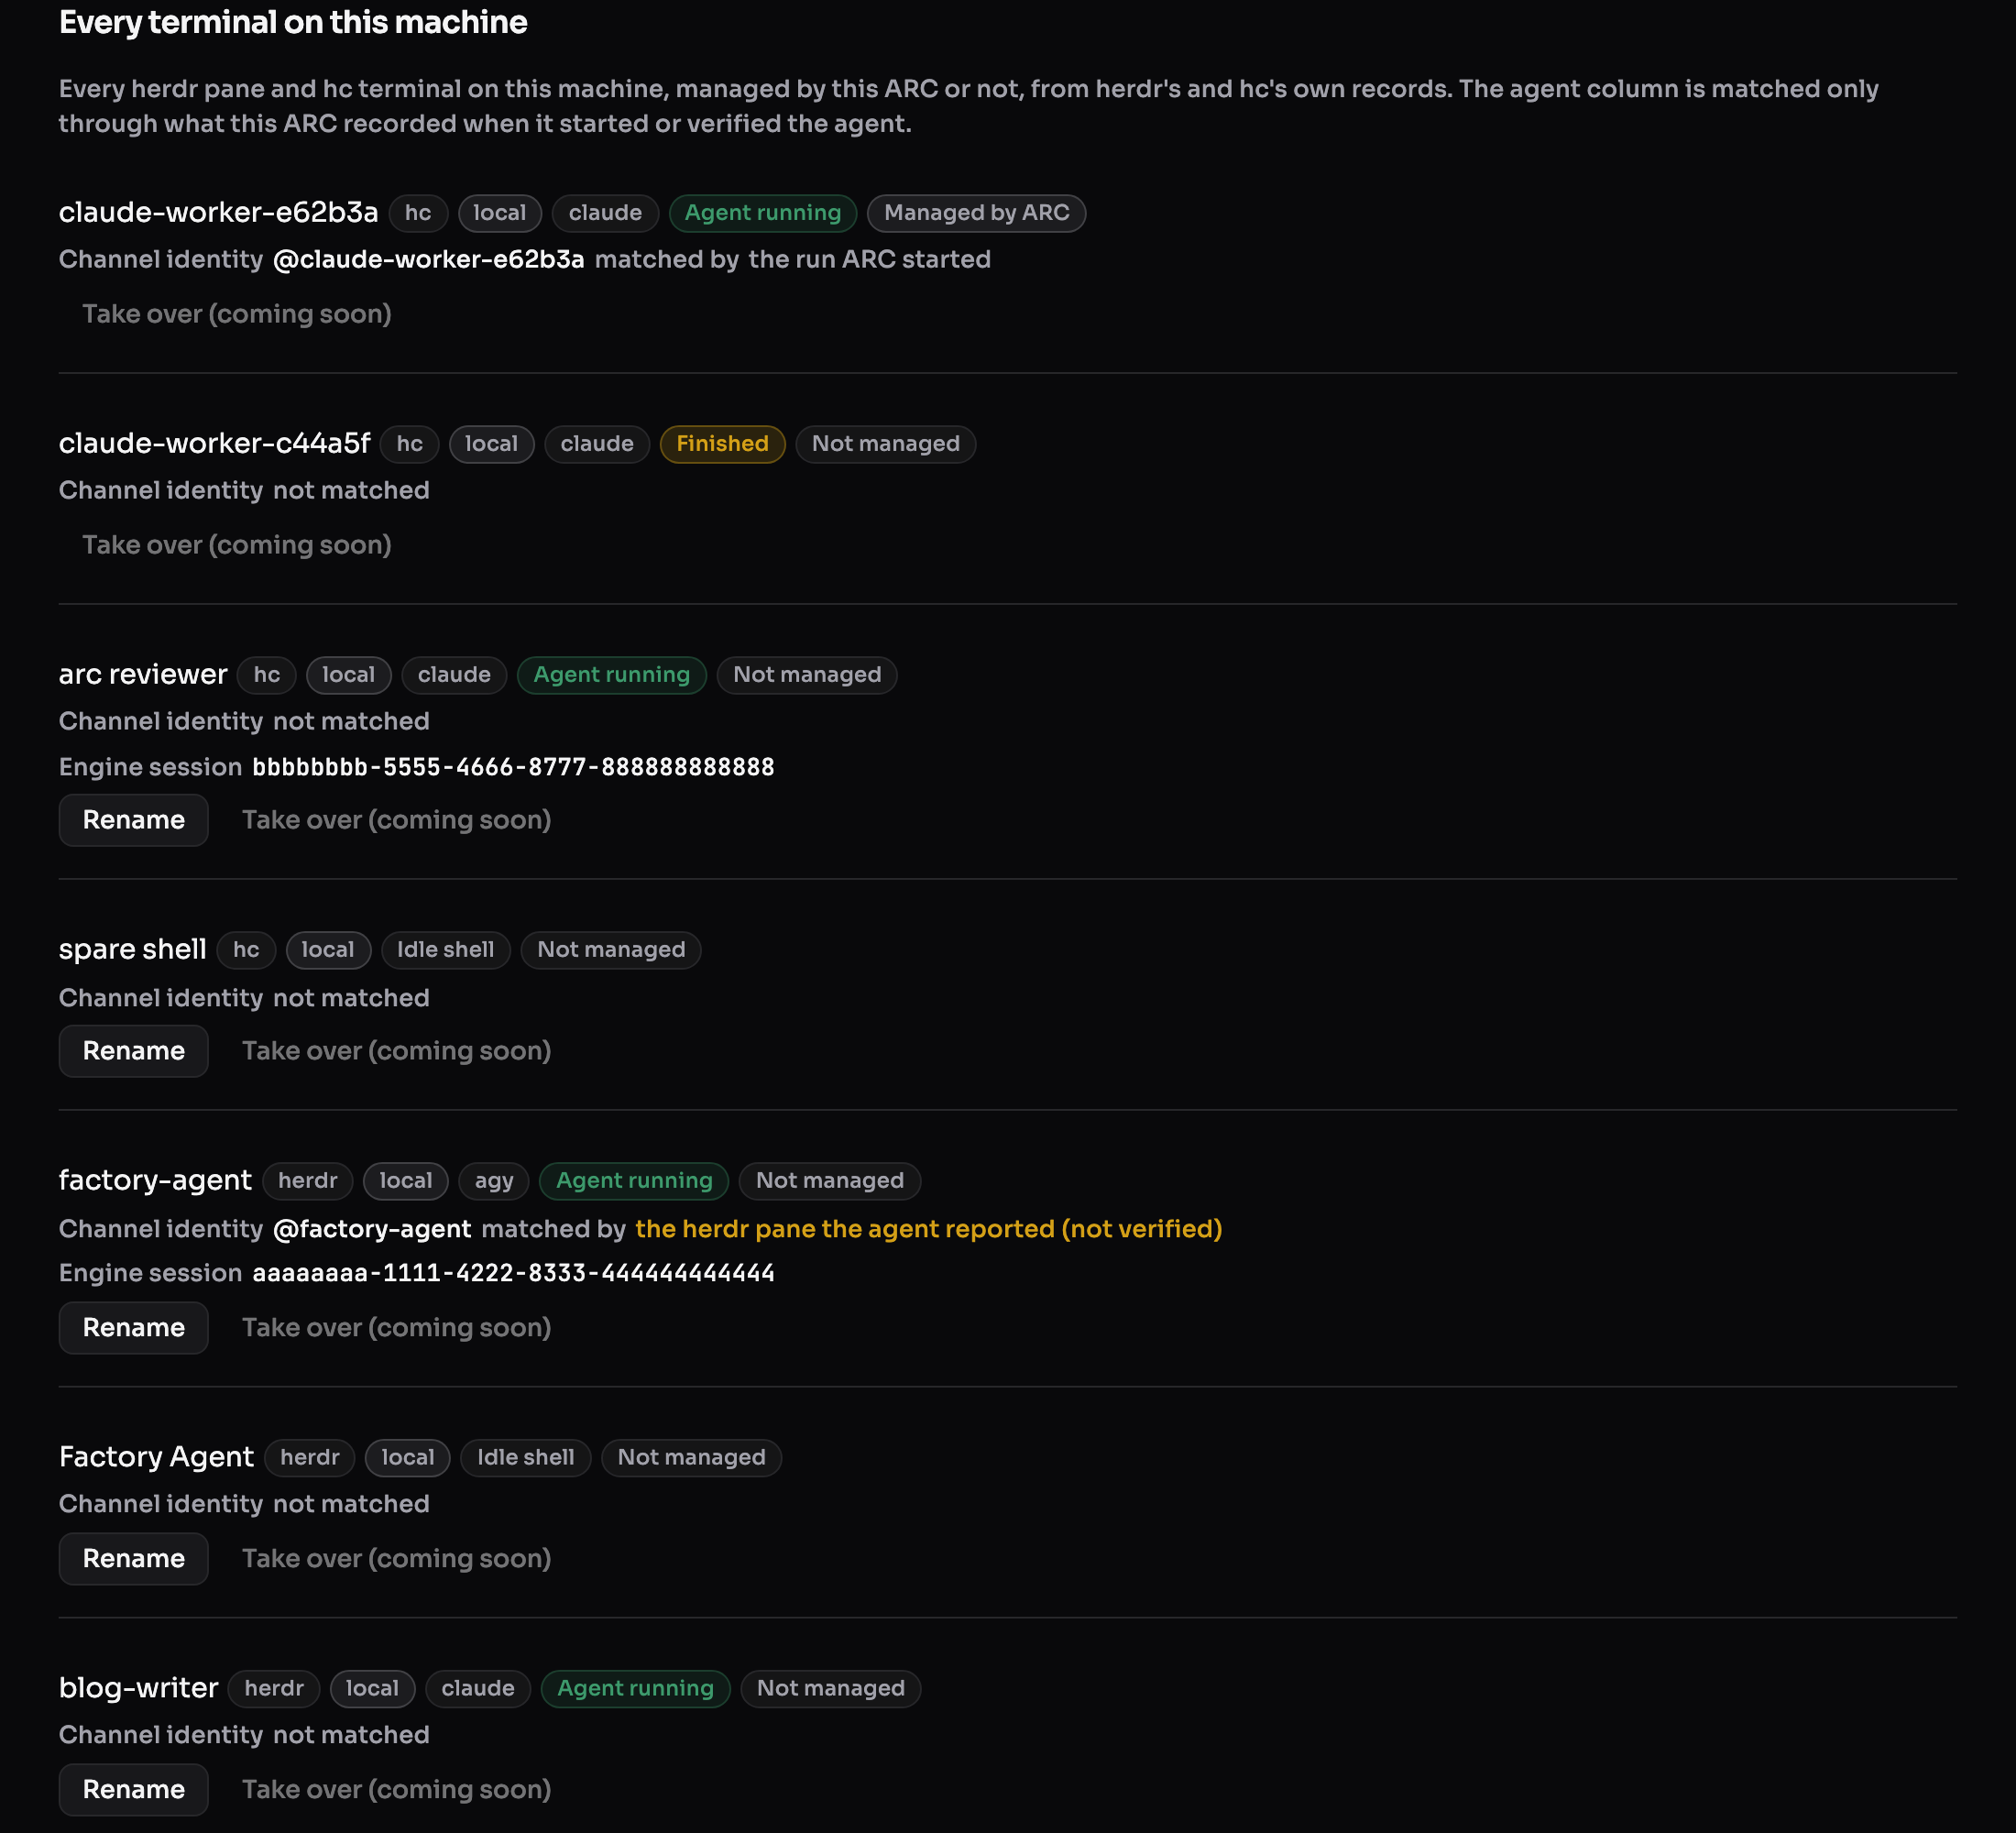 Every terminal on this machine
Every herdr pane and hc terminal on this machine, managed by this ARC or not, from herdr's and hc's own records. The agent column is matched only
through what this ARC recorded when it started or verified the agent.
claude-worker-e62b3a hc local claude Agent running Managed by ARC
Channel identity @claude-worker-e62b3a matched by the run ARC started
Take over (coming soon)
claude-worker-c44a5f hc local claude Finished Not managed
Channel identity not matched
Take over (coming soon)
arc reviewer hc local claude Agent running Not managed
Channel identity not matched
Engine session bbbbbbbb-5555-4666-8777-888888888888
Rename Take over (coming soon)
spare shell hc local Idle shell Not managed
Channel identity not matched
Rename Take over (coming soon)
factory-agent herdr local agy Agent running Not managed
Channel identity @factory-agent matched by the herdr pane the agent reported (not verified)
Engine session aaaaaaaa-1111-4222-8333-444444444444
Rename Take over (coming soon)
Factory Agent herdr local Idle shell Not managed
Channel identity not matched
Rename Take over (coming soon)
blog-writer herdr local claude Agent running Not managed
Channel identity not matched
Rename Take over (coming soon)